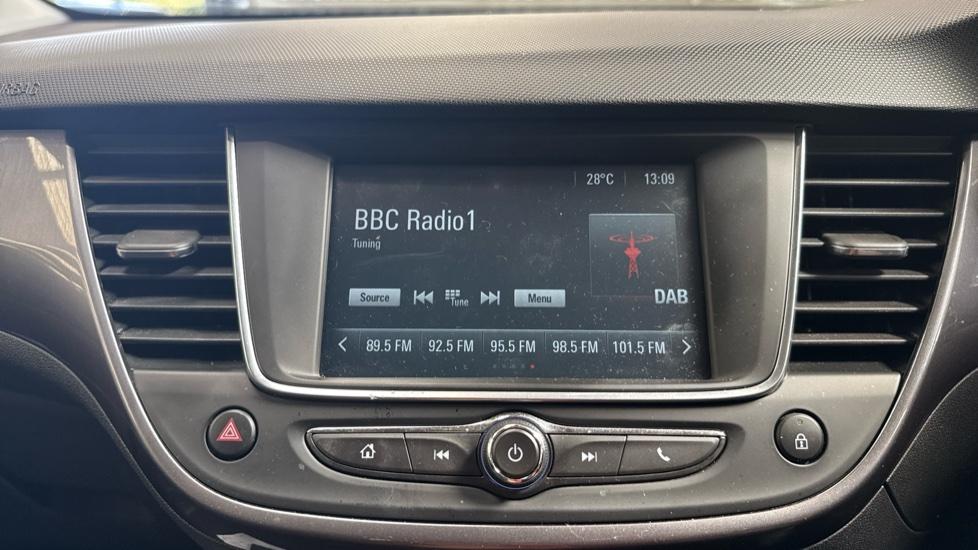 AIRBAG
28°C 13:09
BBC Radio1
Tuning
Source Tune Menu
DAB
89.5 FM 92.5 FM 95.5 FM 98.5 FM 101.5 FM